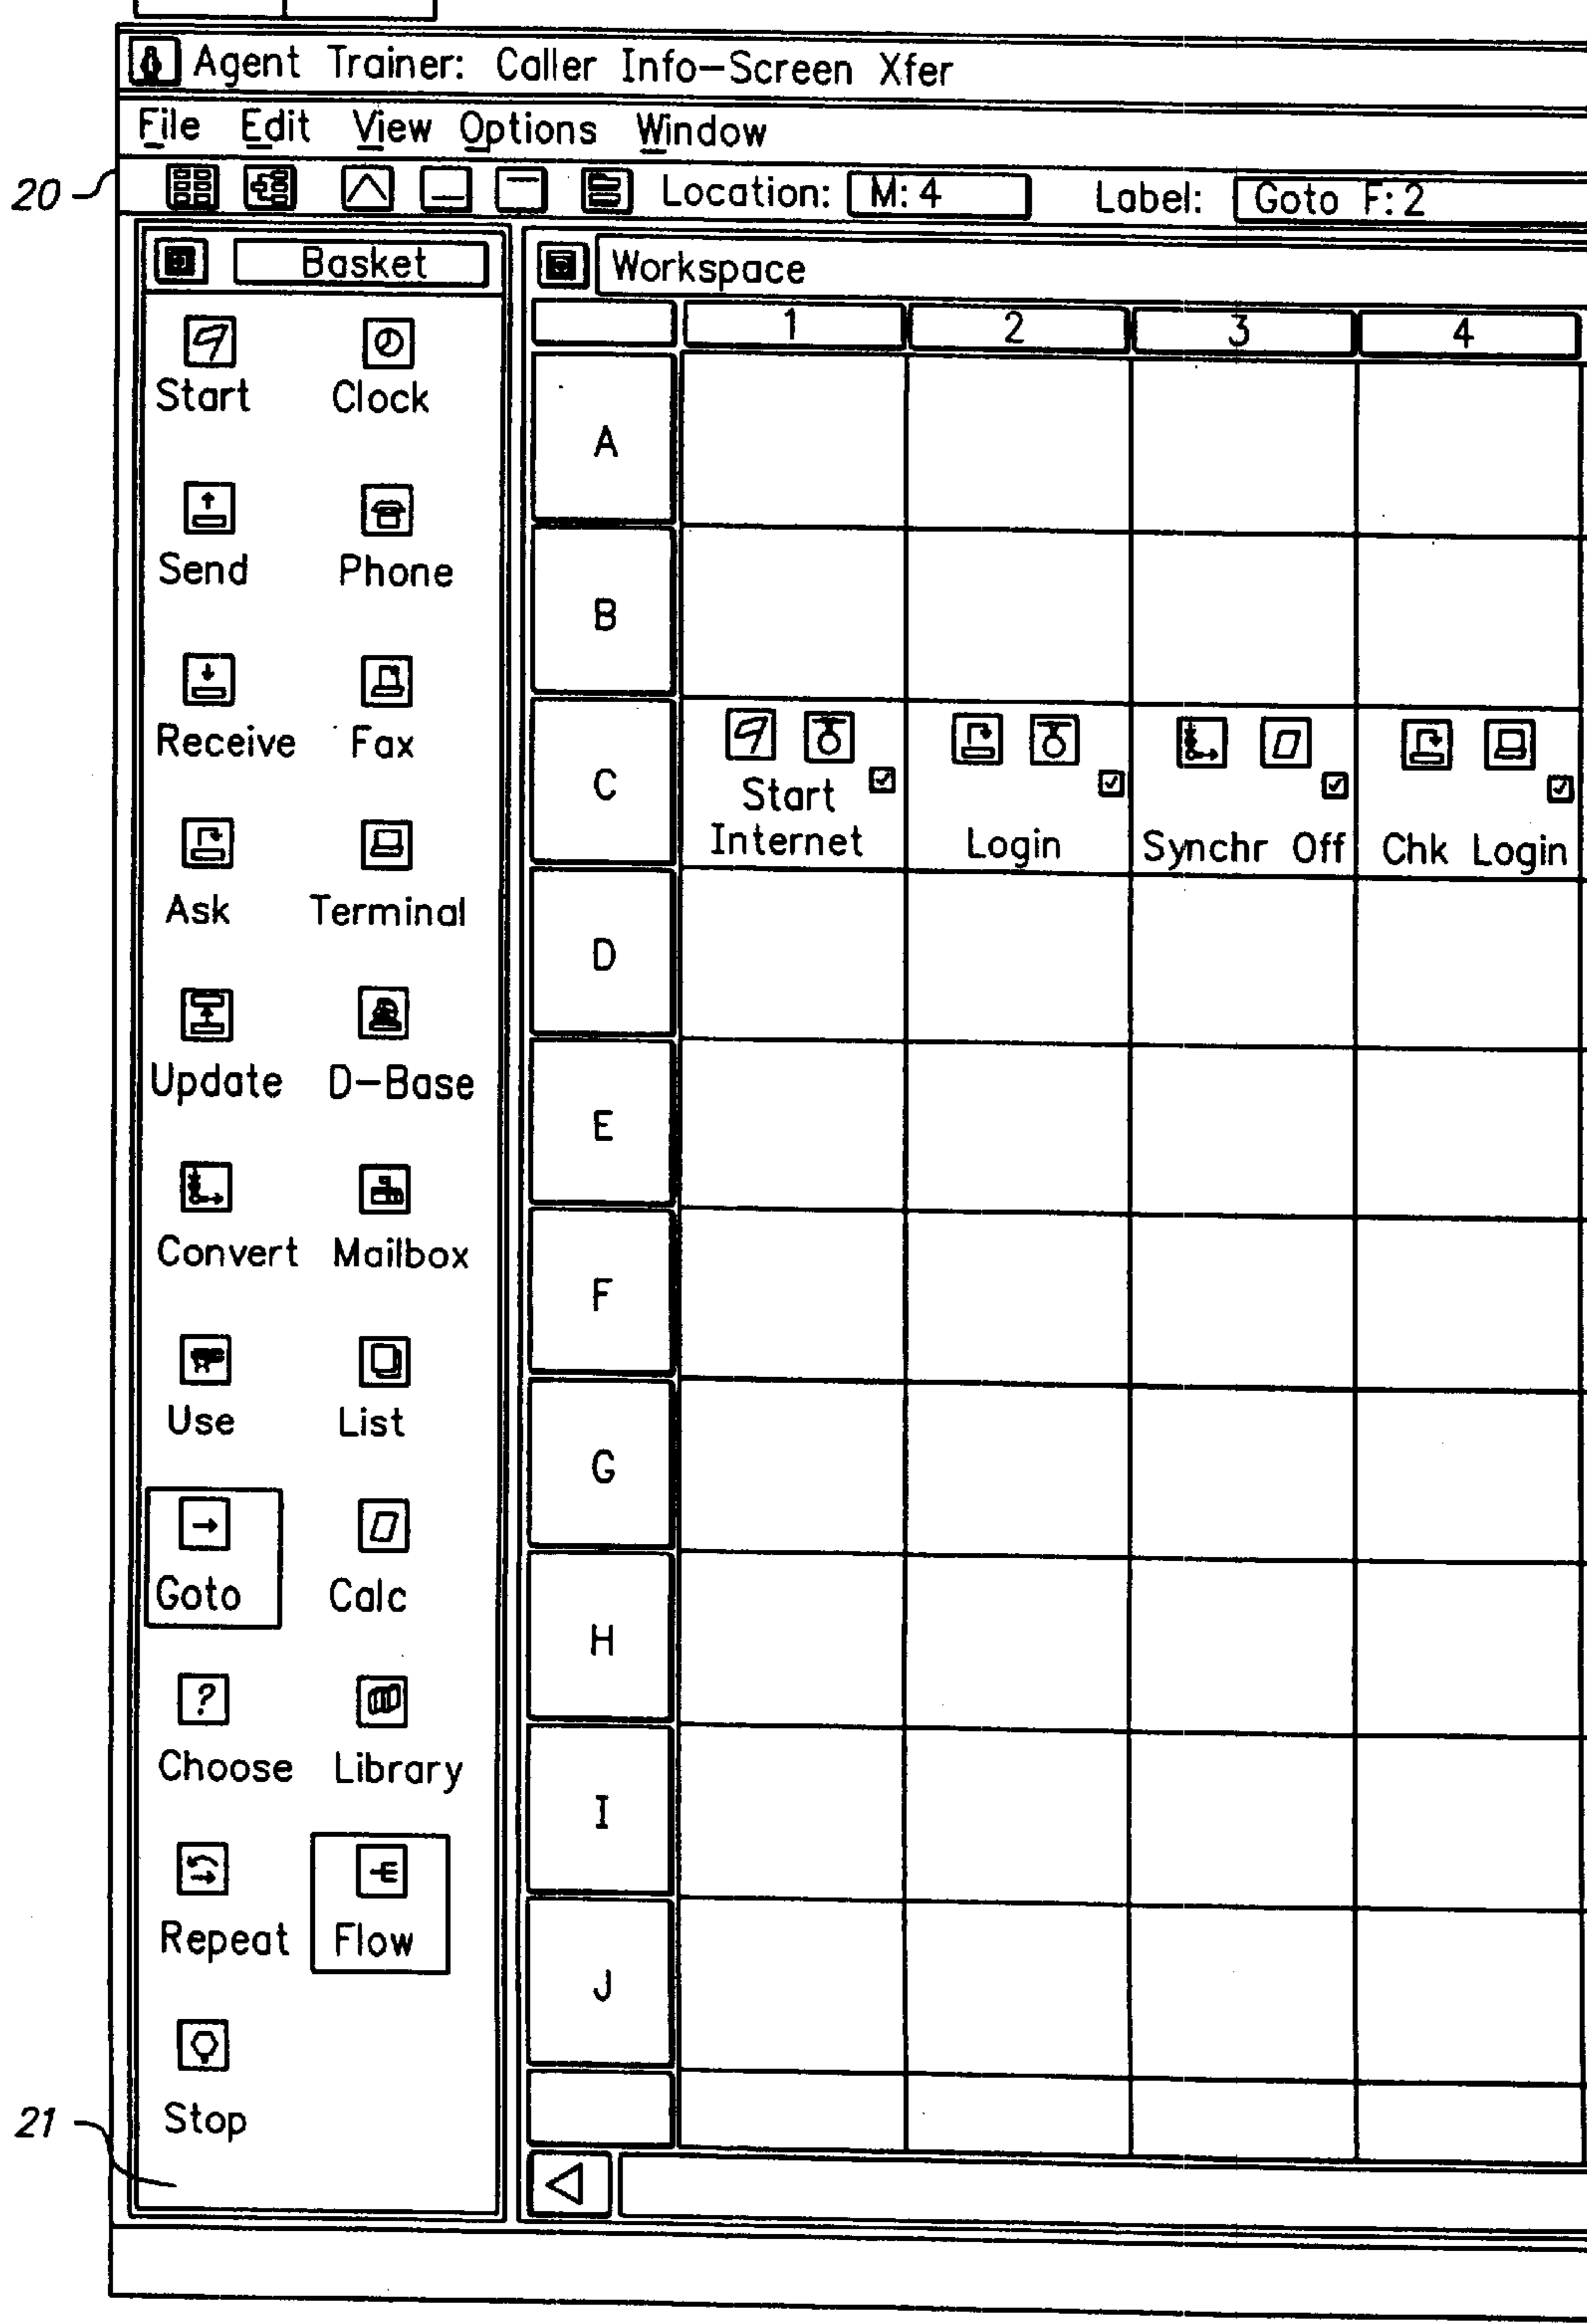 Agent Trainer: Caller Info-Screen Xfer
File Edit View Options Window
20
Location: M:4 Label: Goto F:2
Basket
Workspace
1 2 3 4
Start Clock
A
Send Phone
B
Receive Fax
C
Start Internet
Login
Synchr Off
Chk Login
Ask Terminal
D
Update D-Base
E
Convert Mailbox
F
Use List
G
Goto Calc
H
? 
Choose Library
I
Repeat Flow
J
Stop
21